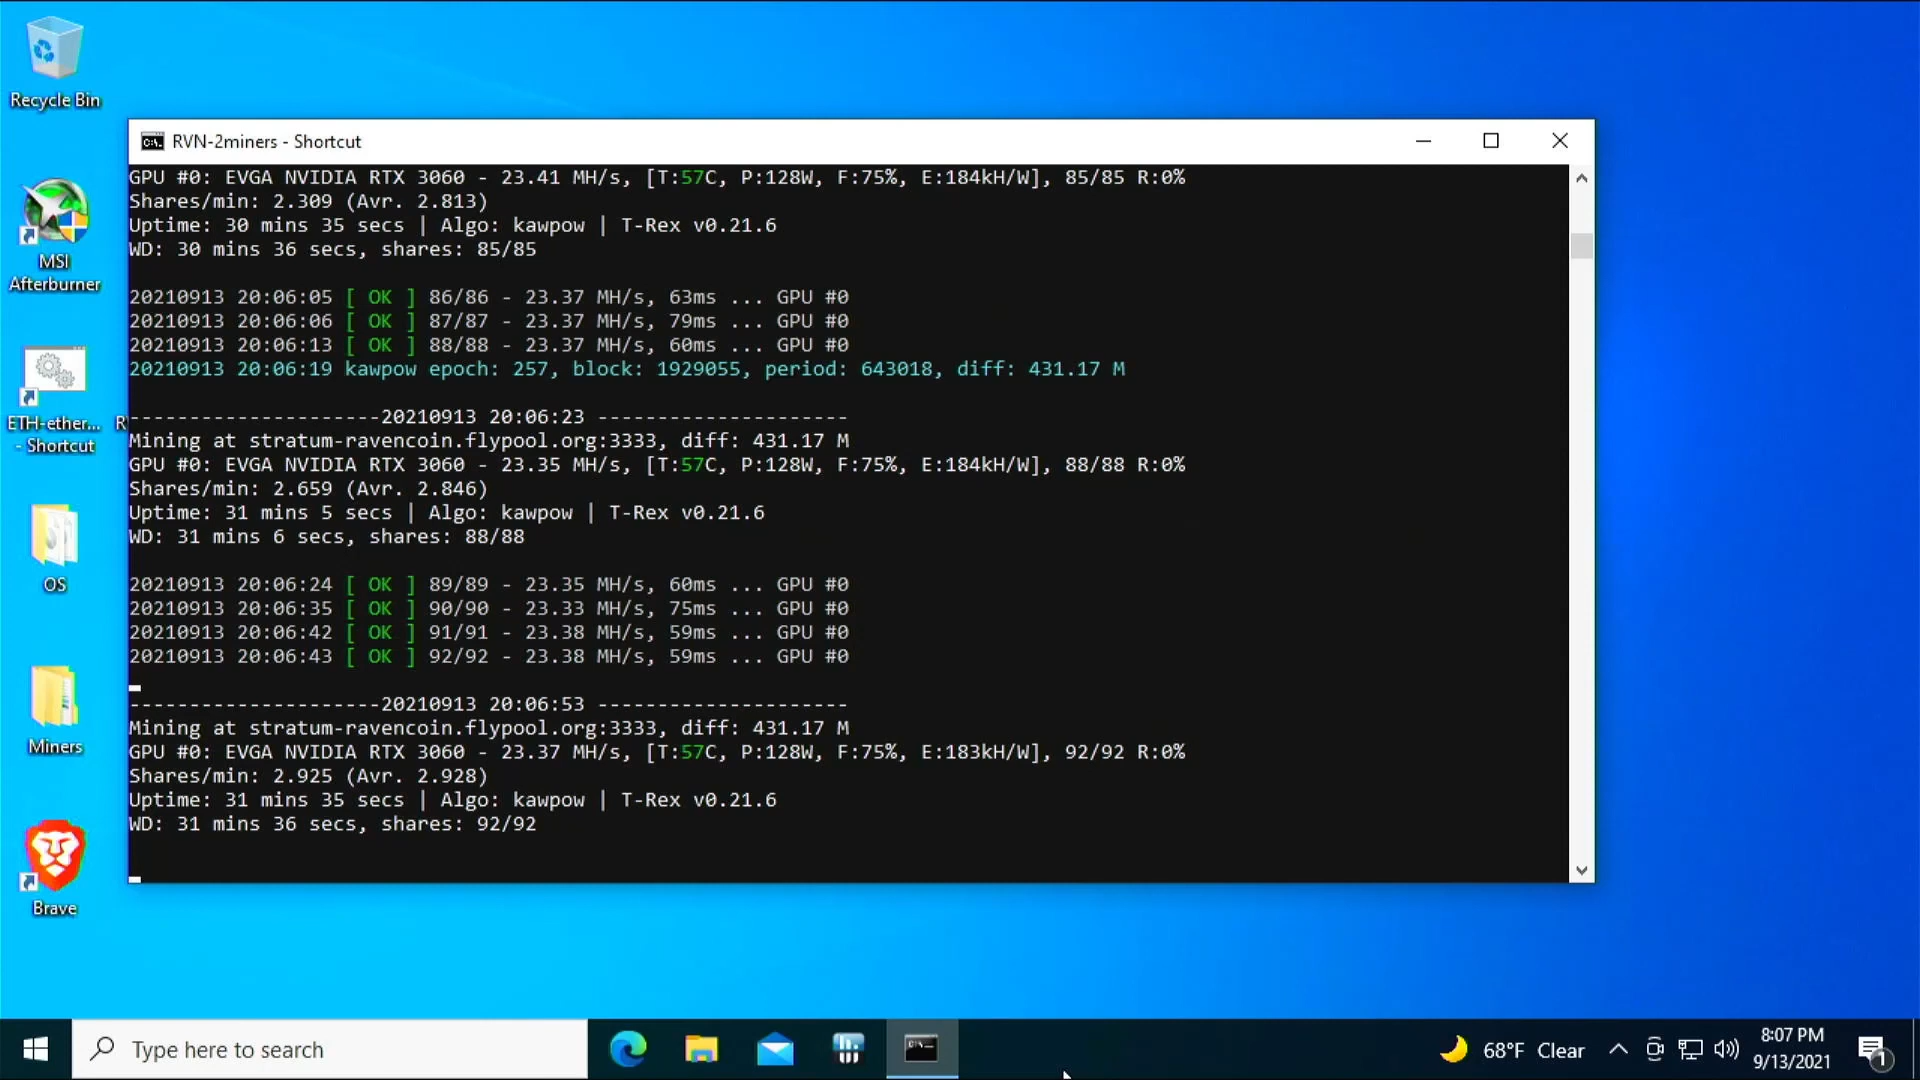 Recycle Bin
MSI
Afterburner
ETH-ether...
- Shortcut
R
OS
Miners
Brave
RVN-2miners - Shortcut
GPU #0: EVGA NVIDIA RTX 3060 - 23.41 MH/s, [T:57C, P:128W, F:75%, E:184kH/W], 85/85 R:0%
Shares/min: 2.309 (Avr. 2.813)
Uptime: 30 mins 35 secs | Algo: kawpow | T-Rex v0.21.6
WD: 30 mins 36 secs, shares: 85/85
20210913 20:06:05 [ OK ] 86/86 - 23.37 MH/s, 63ms ... GPU #0
20210913 20:06:06 [ OK ] 87/87 - 23.37 MH/s, 79ms ... GPU #0
20210913 20:06:13 [ OK ] 88/88 - 23.37 MH/s, 60ms ... GPU #0
20210913 20:06:19 kawpow epoch: 257, block: 1929055, period: 643018, diff: 431.17 M
---------------------20210913 20:06:23 ---------------------
Mining at stratum-ravencoin.flypool.org:3333, diff: 431.17 M
GPU #0: EVGA NVIDIA RTX 3060 - 23.35 MH/s, [T:57C, P:128W, F:75%, E:184kH/W], 88/88 R:0%
Shares/min: 2.659 (Avr. 2.846)
Uptime: 31 mins 5 secs | Algo: kawpow | T-Rex v0.21.6
WD: 31 mins 6 secs, shares: 88/88
20210913 20:06:24 [ OK ] 89/89 - 23.35 MH/s, 60ms ... GPU #0
20210913 20:06:35 [ OK ] 90/90 - 23.33 MH/s, 75ms ... GPU #0
20210913 20:06:42 [ OK ] 91/91 - 23.38 MH/s, 59ms ... GPU #0
20210913 20:06:43 [ OK ] 92/92 - 23.38 MH/s, 59ms ... GPU #0
---------------------20210913 20:06:53 ---------------------
Mining at stratum-ravencoin.flypool.org:3333, diff: 431.17 M
GPU #0: EVGA NVIDIA RTX 3060 - 23.37 MH/s, [T:57C, P:128W, F:75%, E:183kH/W], 92/92 R:0%
Shares/min: 2.925 (Avr. 2.928)
Uptime: 31 mins 35 secs | Algo: kawpow | T-Rex v0.21.6
WD: 31 mins 36 secs, shares: 92/92
Type here to search
68°F Clear
8:07 PM
9/13/2021
1